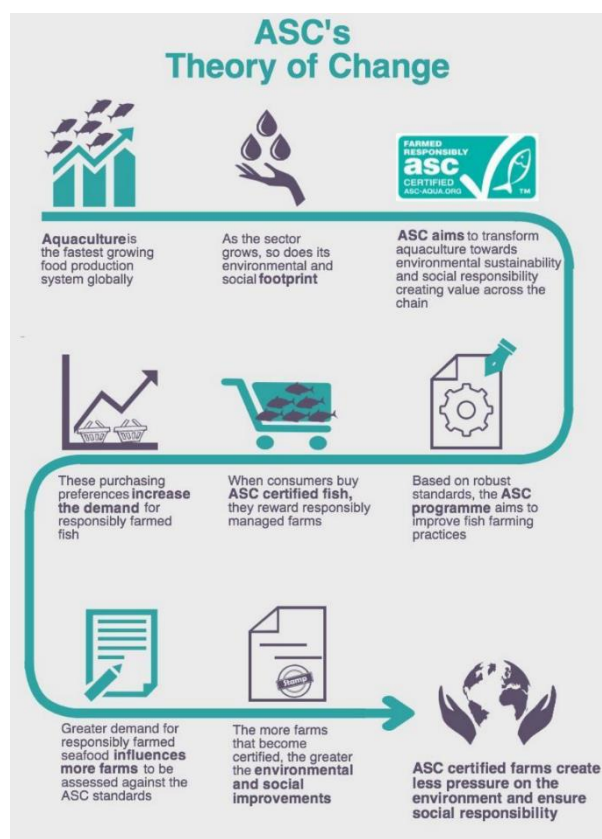 ASC's
Theory of Change
FARMED
RESPONSIBLY
asc
CERTIFIED
ASC-AQUA.ORG
TM
Aquaculture is
the fastest growing
food production
system globally
As the sector
grows, so does its
environmental and
social footprint
ASC aims to transform
aquaculture towards
environmental sustainability
and social responsibility
creating value across the
chain
Based on robust
standards, the ASC
programme aims to
improve fish farming
practices
When consumers buy
ASC certified fish,
they reward responsibly
managed farms
These purchasing
preferences increase
the demand for
responsibly farmed
fish
Greater demand for
responsibly farmed
seafood influences
more farms to be
assessed against the
ASC standards
Stamp
The more farms
that become
certified, the greater
the environmental
and social
improvements
ASC certified farms create
less pressure on the
environment and ensure
social responsibility